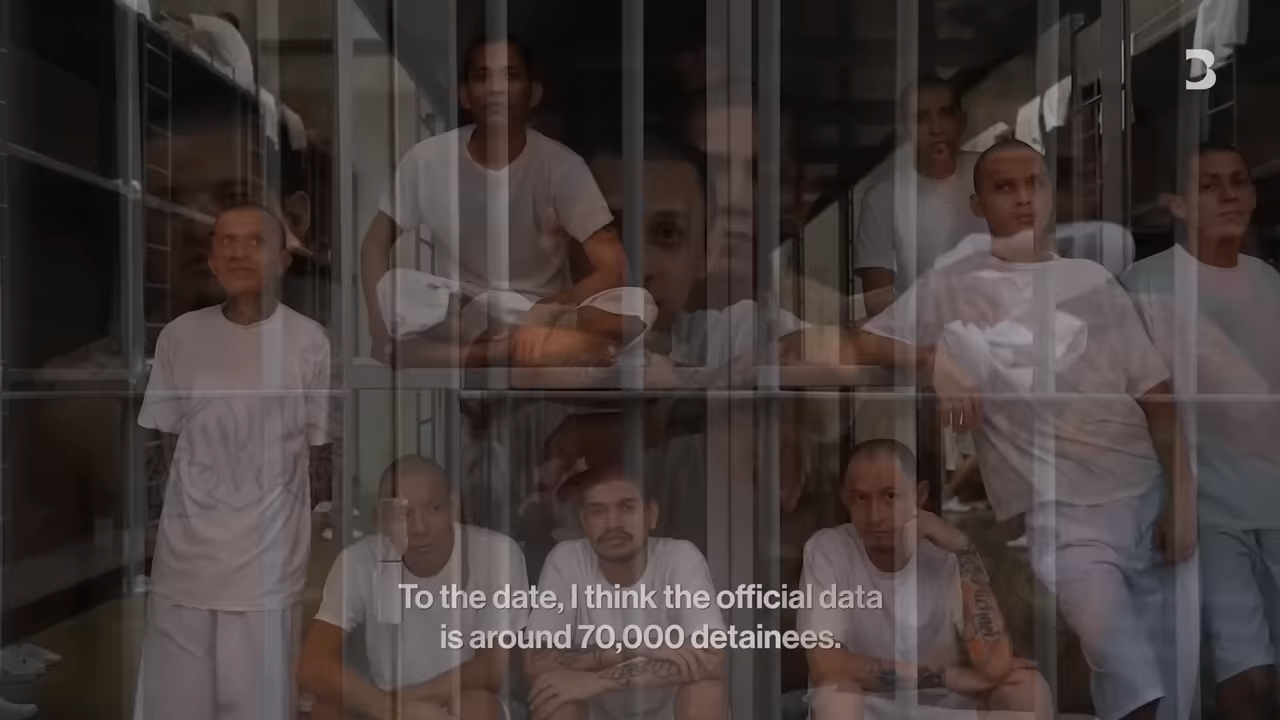 B
To the date, I think the official data
is around 70,000 detainees.